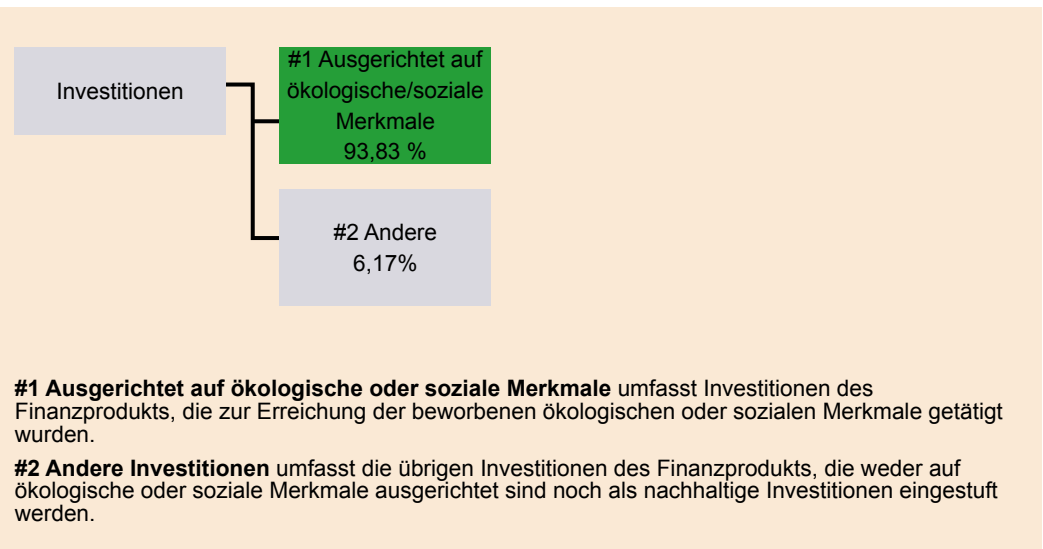 Investitionen
#1 Ausgerichtet auf
ökologische/soziale
Merkmale
93,83 %
#2 Andere
6,17%
#1 Ausgerichtet auf ökologische oder soziale Merkmale umfasst Investitionen des
Finanzprodukts, die zur Erreichung der beworbenen ökologischen oder sozialen Merkmale getätigt
wurden.
#2 Andere Investitionen umfasst die übrigen Investitionen des Finanzprodukts, die weder auf
ökologische oder soziale Merkmale ausgerichtet sind noch als nachhaltige Investitionen eingestuft
werden.